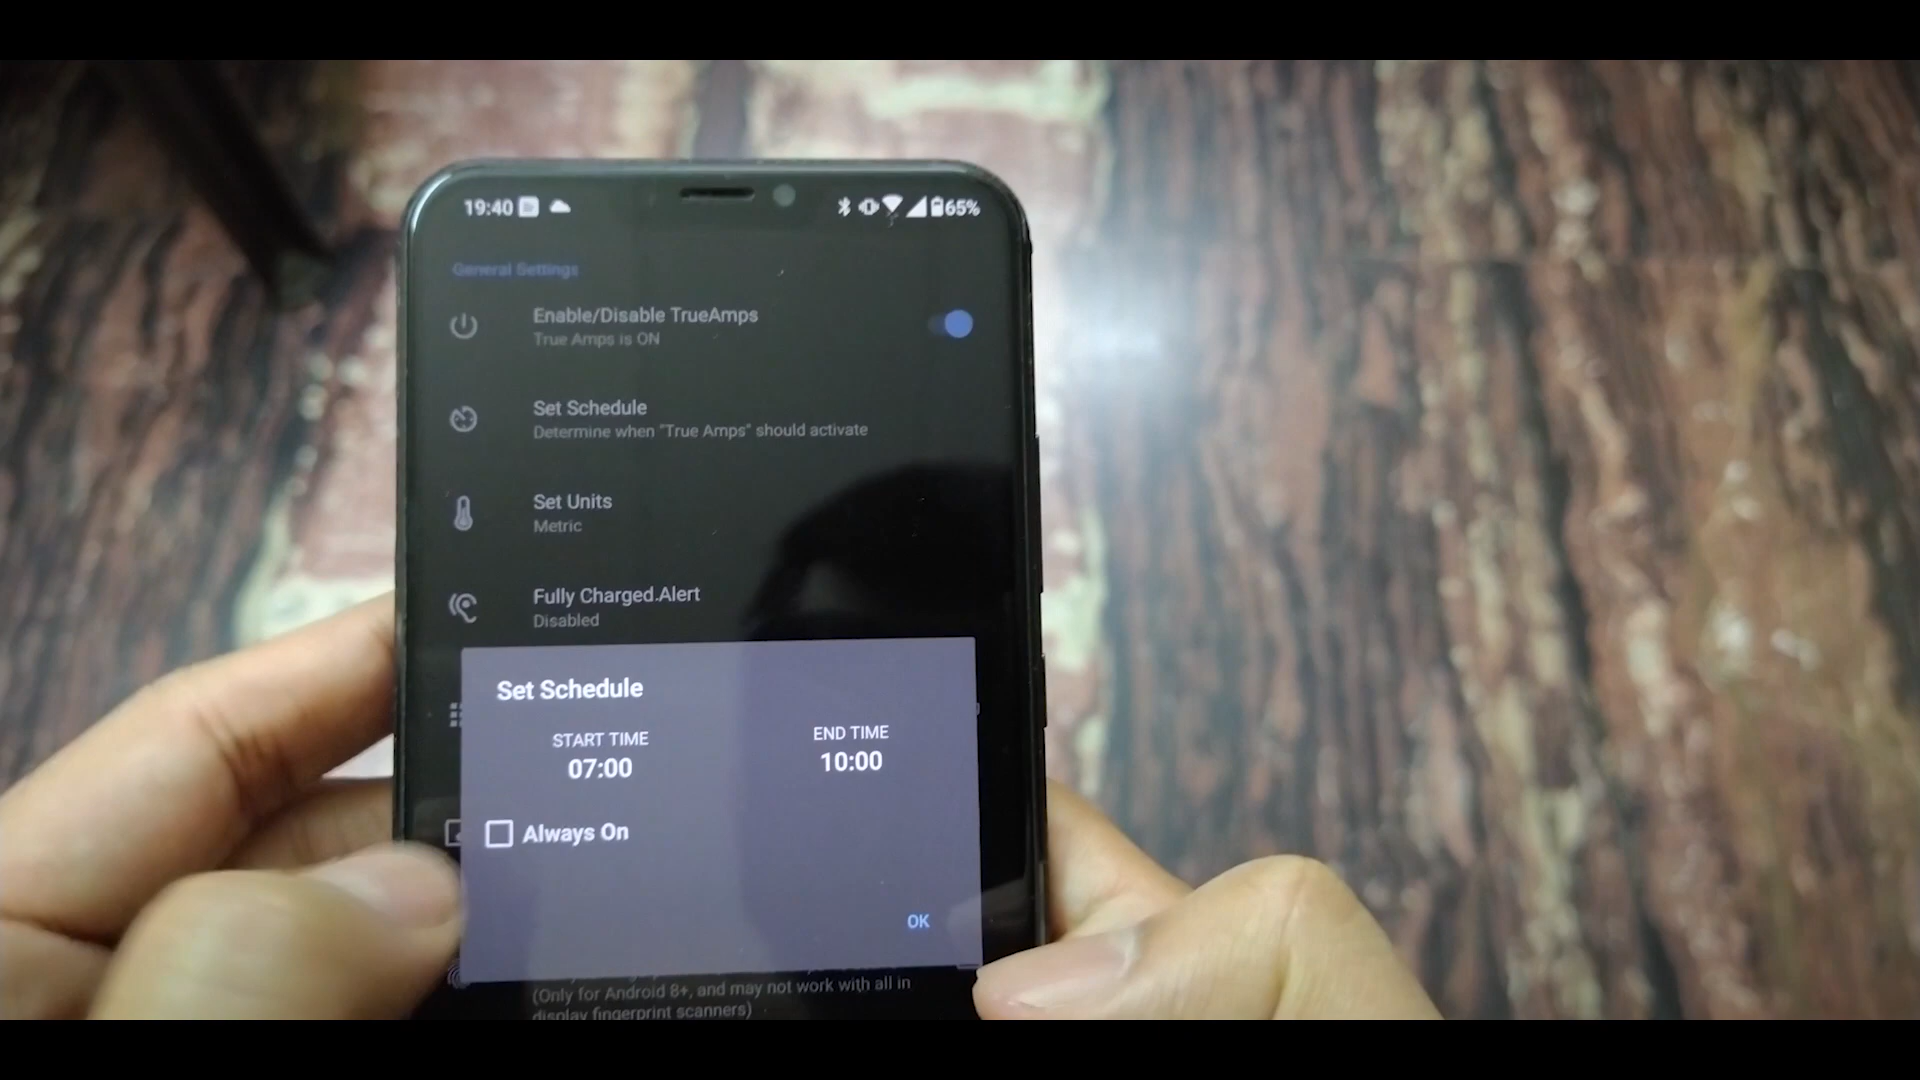 19:40
65%
General Settings
Enable/Disable TrueAmps
True Amps is ON
Set Schedule
Determine when "True Amps" should activate
Set Units
Metric
Fully Charged Alert
Disabled
Set Schedule
START TIME
END TIME
07:00
10:00
Always On
OK
(Only for Android 8+, and may not work with all in
display fingerprint scanners)